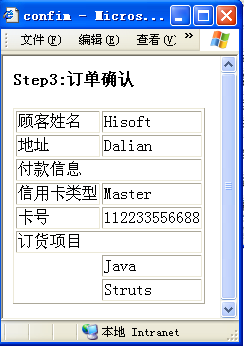 confim - Micros...
文件(F) 编辑(E) 查看(V) »
Step3:订单确认
顾客姓名 Hisoft
地址 Dalian
付款信息
信用卡类型 Master
卡号 112233556688
订货项目
Java
Struts
本地 Intranet